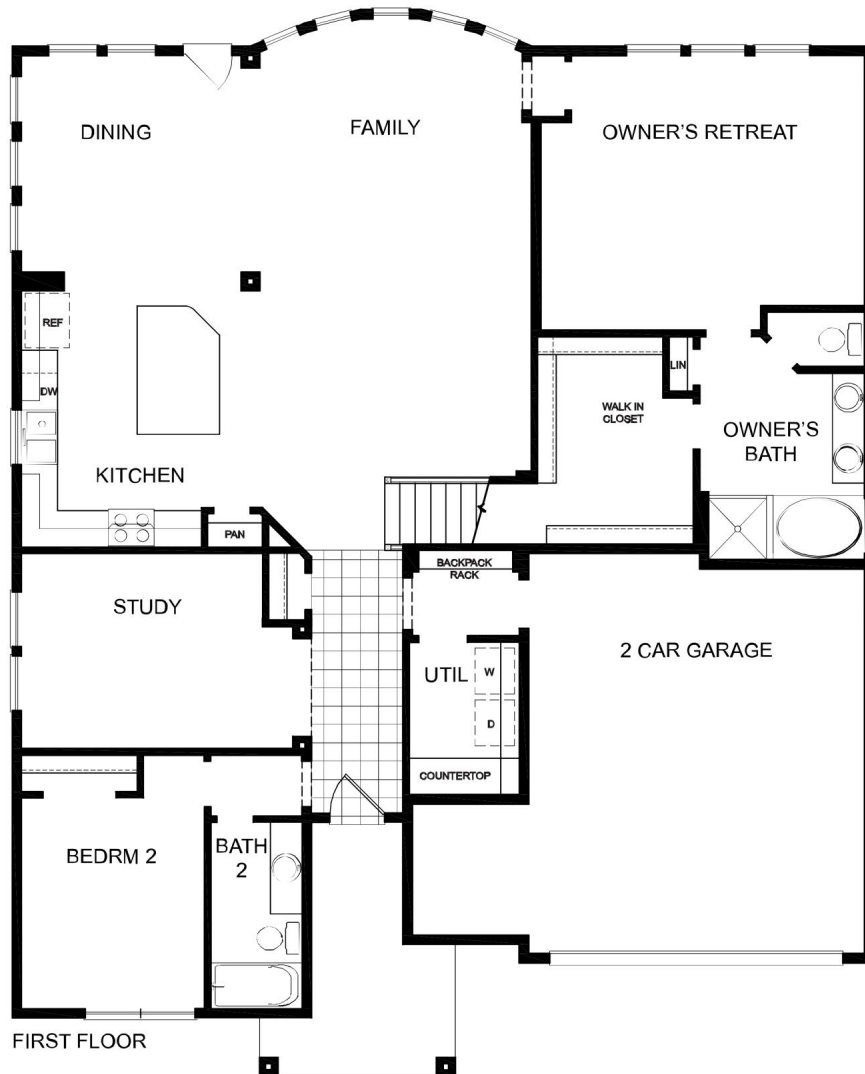 DINING
FAMILY
OWNER'S RETREAT
REF
DW
LIN
WALK IN
CLOSET
OWNER'S
BATH
KITCHEN
PAN
BACKPACK
RACK
STUDY
2 CAR GARAGE
UTIL
W
D
COUNTERTOP
BEDRM 2
BATH
2
FIRST FLOOR